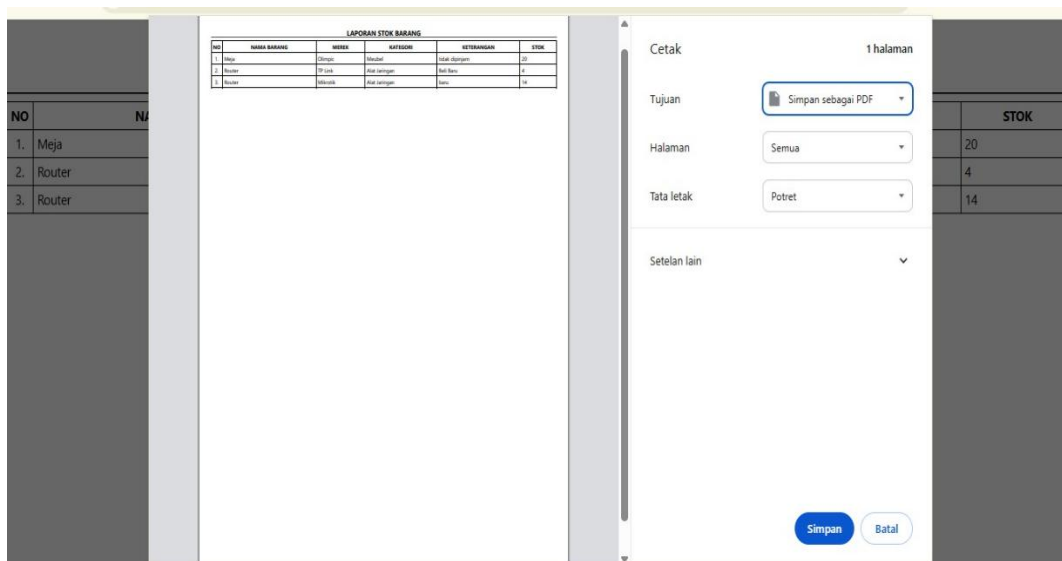 LAPORAN STOK BARANG
NO NAMA BARANG MEREK KATEGORI KETERANGAN STOK
1. Meja Olimpic Meubel tidak dipinjam 20
2. Router TP Link Alat Jaringan Beli Baru 4
3. Router Mikrotik Alat Jaringan baru 14
Cetak 1 halaman
Tujuan Simpan sebagai PDF
Halaman Semua
Tata letak Potret
Setelan lain
Simpan Batal
NO NA STOK
1. Meja 20
2. Router 4
3. Router 14